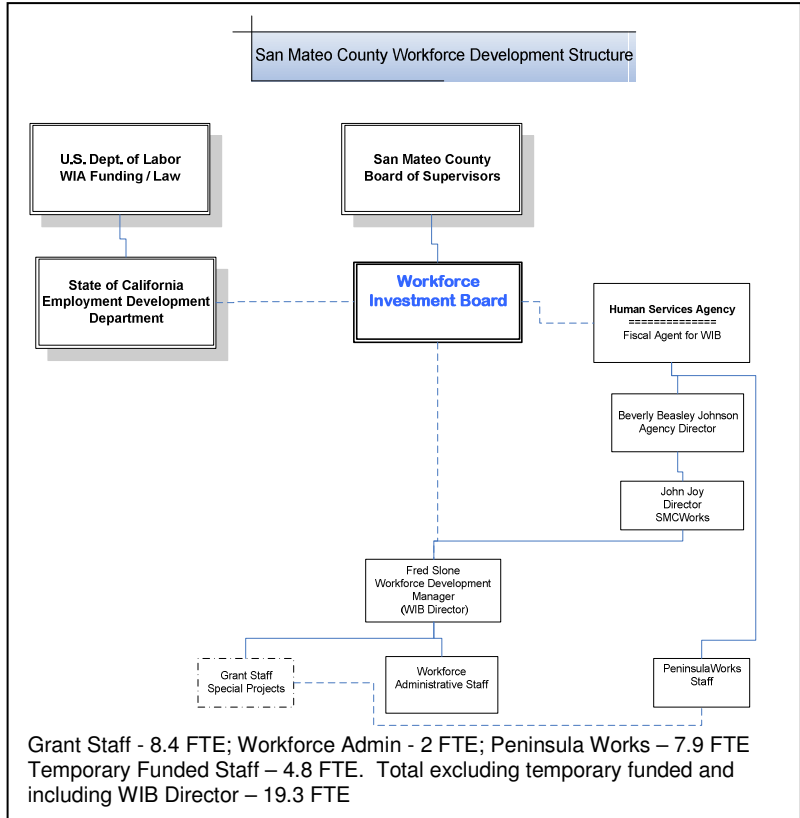 San Mateo County Workforce Development Structure
U.S. Dept. of Labor
WIA Funding / Law
San Mateo County
Board of Supervisors
State of California
Employment Development
Department
Workforce
Investment Board
Human Services Agency
==============
Fiscal Agent for WIB
Beverly Beasley Johnson
Agency Director
John Joy
Director
SMCWorks
Fred Slone
Workforce Development
Manager
(WIB Director)
Grant Staff
Special Projects
Workforce
Administrative Staff
PeninsulaWorks
Staff
Grant Staff - 8.4 FTE; Workforce Admin - 2 FTE; Peninsula Works – 7.9 FTE
Temporary Funded Staff – 4.8 FTE.  Total excluding temporary funded and
including WIB Director – 19.3 FTE